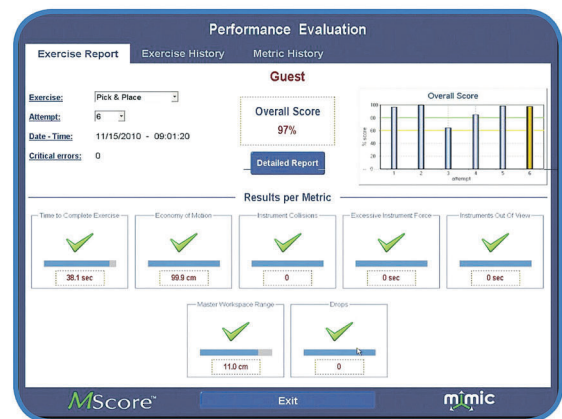 Performance Evaluation
Exercise Report Exercise History Metric History
Guest
Exercise: Pick & Place
Attempt: 6
Date - Time: 11/15/2010 - 09:01:20
Critical errors: 0
Overall Score
97%
Detailed Report
Overall Score
% score
100
80
60
40
20
0
1 2 3 4 5 6
attempt
Results per Metric
Time to Complete Exercise
38.1 sec
Economy of Motion
99.9 cm
Instrument Collisions
0
Excessive Instrument Force
0 sec
Instruments Out Of View
0 sec
Master Workspace Range
11.0 cm
Drops
0
MScore™ Exit mimic